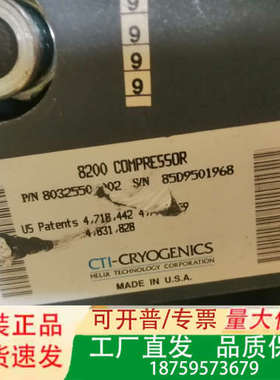 9
9
9
9
8200 COMPRESSOR
P/N 8032550 002 S/N 85D9501968
US Patents 4,718,442
4,831,828
CTI-CRYOGENICS
HELIX TECHNOLOGY CORPORATION
MADE IN U.S.A.
装正品 可开普/专票 量大
发货 工厂直发 品质保
18759573679